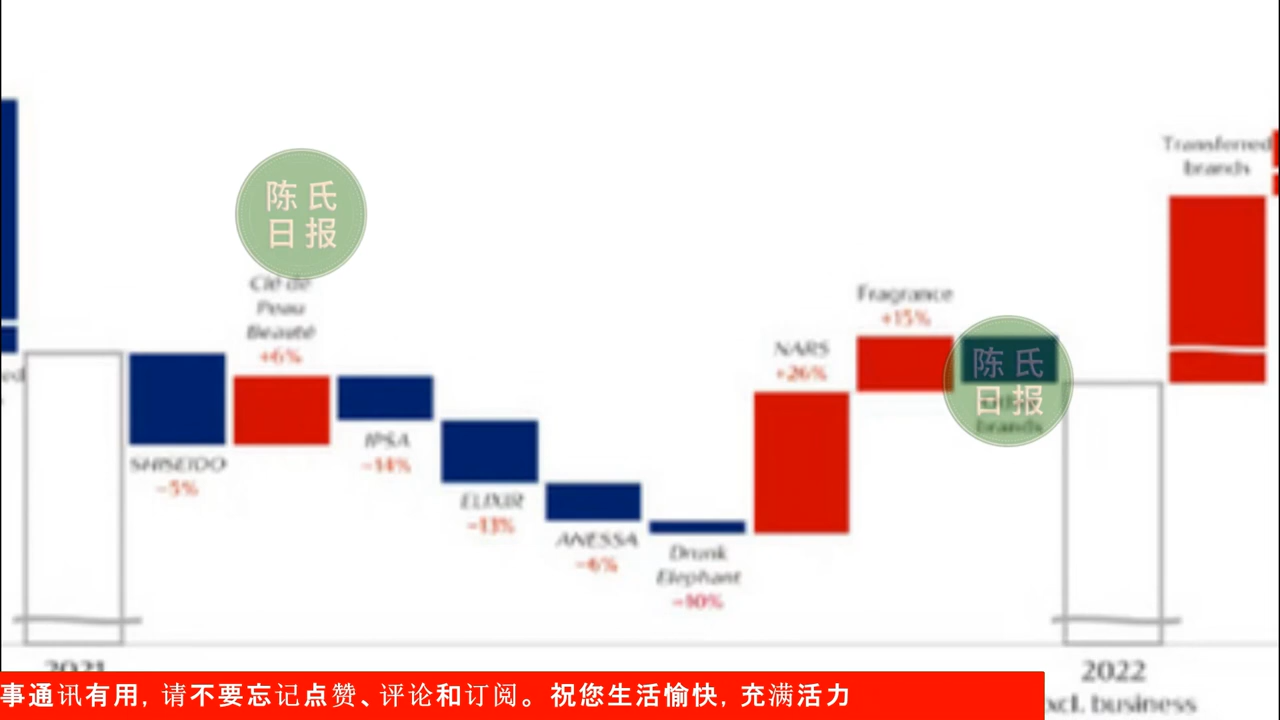 Transferred
brands
陈氏
日报
Clé de
Peau
Beauté
+6%
Fragrance
+15%
NARS
+26%
陈氏
日报
brands
SHISEIDO
-5%
IPSA
-14%
ELIXIR
-13%
ANESSA
-6%
Drunk
Elephant
-10%
2021
2022
xcl. business
事通讯有用, 请不要忘记点赞、评论和订阅。祝您生活愉快, 充满活力